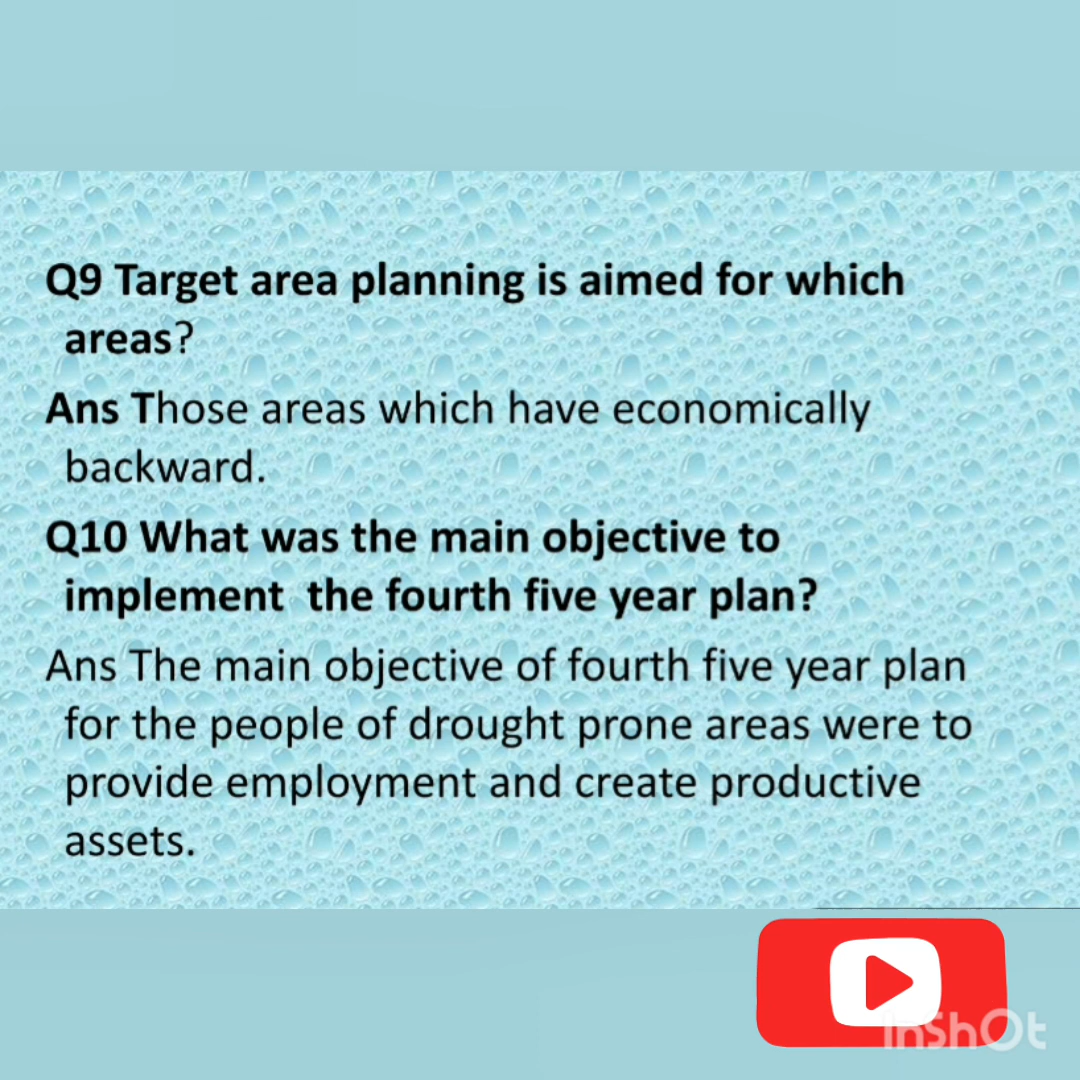 Q9 Target area planning is aimed for which
areas?
Ans Those areas which have economically
backward.
Q10 What was the main objective to
implement  the fourth five year plan?
Ans The main objective of fourth five year plan
for the people of drought prone areas were to
provide employment and create productive
assets.
InShOt